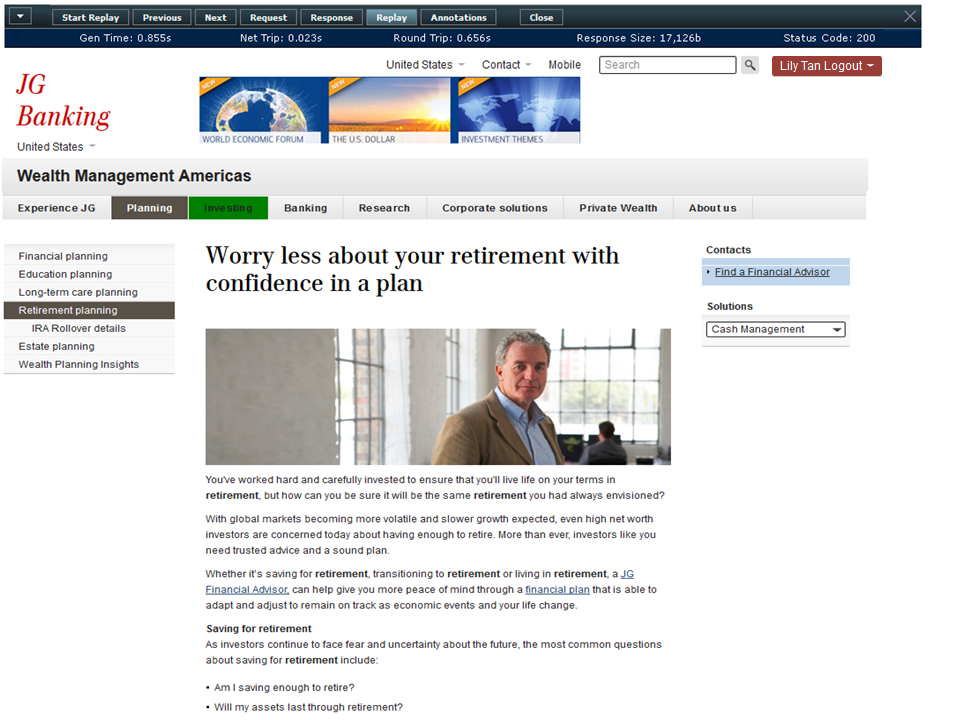 Start Replay Previous Next Request Response Replay Annotations Close
Gen Time: 0.855s Net Trip: 0.023s Round Trip: 0.656s Response Size: 17,126b Status Code: 200
United States Contact Mobile Search Lily Tan Logout
JG
Banking
NEW NEW NEW
WORLD ECONOMIC FORUM THE U.S. DOLLAR INVESTMENT THEMES
United States
Wealth Management Americas
Experience JG Planning Investing Banking Research Corporate solutions Private Wealth About us
Financial planning
Education planning
Long-term care planning
Retirement planning
IRA Rollover details
Estate planning
Wealth Planning Insights
Worry less about your retirement with
confidence in a plan
You've worked hard and carefully invested to ensure that you'll live life on your terms in
retirement, but how can you be sure it will be the same retirement you had always envisioned?
With global markets becoming more volatile and slower growth expected, even high net worth
investors are concerned today about having enough to retire. More than ever, investors like you
need trusted advice and a sound plan.
Whether it's saving for retirement, transitioning to retirement or living in retirement, a JG
Financial Advisor, can help give you more peace of mind through a financial plan that is able to
adapt and adjust to remain on track as economic events and your life change.
Saving for retirement
As investors continue to face fear and uncertainty about the future, the most common questions
about saving for retirement include:
• Am I saving enough to retire?
• Will my assets last through retirement?
Contacts
Find a Financial Advisor
Solutions
Cash Management